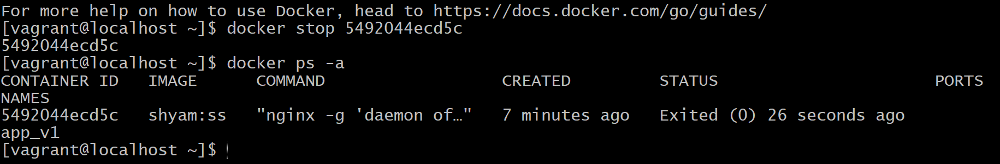 For more help on how to use Docker, head to https://docs.docker.com/go/guides/
[vagrant@localhost ~]$ docker stop 5492044ecd5c
5492044ecd5c
[vagrant@localhost ~]$ docker ps -a
CONTAINER ID   IMAGE      COMMAND                  CREATED         STATUS                      PORTS
NAMES
5492044ecd5c   shyam:ss   "nginx -g 'daemon of…"   7 minutes ago   Exited (0) 26 seconds ago
app_v1
[vagrant@localhost ~]$